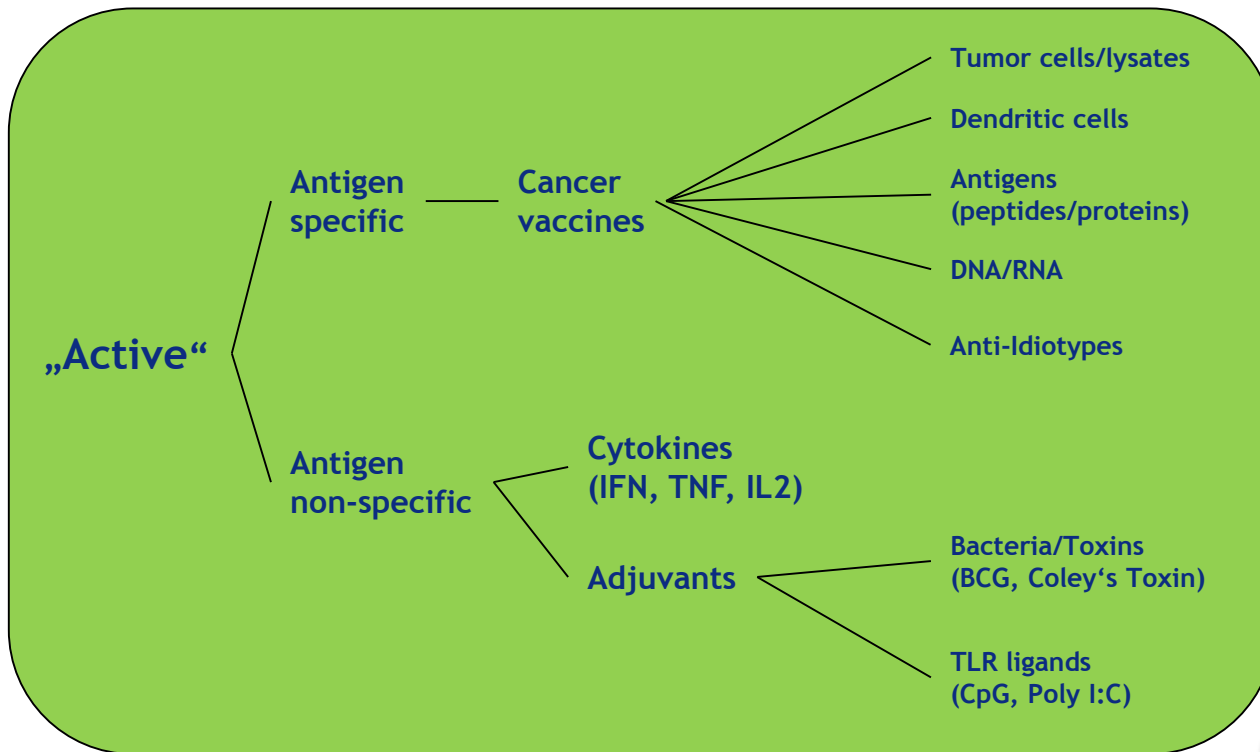 „Active“
Antigen
specific
Cancer
vaccines
Tumor cells/lysates
Dendritic cells
Antigens
(peptides/proteins)
DNA/RNA
Anti-Idiotypes
Antigen
non-specific
Cytokines
(IFN, TNF, IL2)
Adjuvants
Bacteria/Toxins
(BCG, Coley‘s Toxin)
TLR ligands
(CpG, Poly I:C)